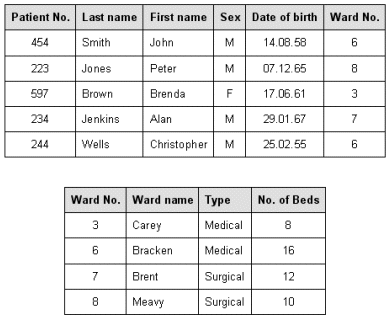 Patient No. Last name First name Sex Date of birth Ward No.
454 Smith John M 14.08.58 6
223 Jones Peter M 07.12.65 8
597 Brown Brenda F 17.06.61 3
234 Jenkins Alan M 29.01.67 7
244 Wells Christopher M 25.02.55 6
Ward No. Ward name Type No. of Beds
3 Carey Medical 8
6 Bracken Medical 16
7 Brent Surgical 12
8 Meavy Surgical 10